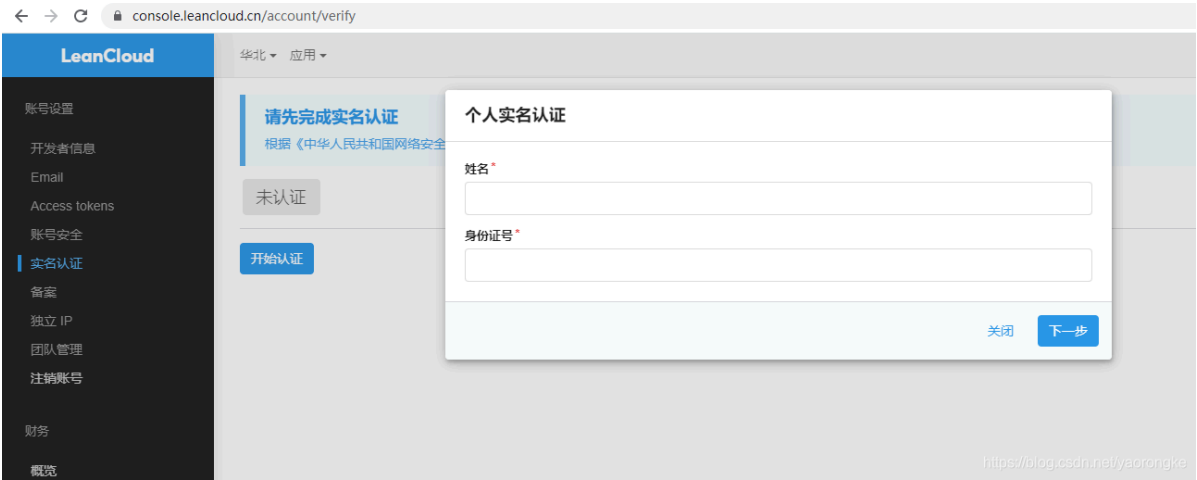 console.leancloud.cn/account/verify
LeanCloud
华北 应用
账号设置
开发者信息
Email
Access tokens
账号安全
实名认证
备案
独立 IP
团队管理
注销账号
财务
概览
请先完成实名认证
根据《中华人民共和国网络安全
未认证
开始认证
个人实名认证
姓名*
身份证号*
关闭 下一步
https://blog.csdn.net/yaorongke